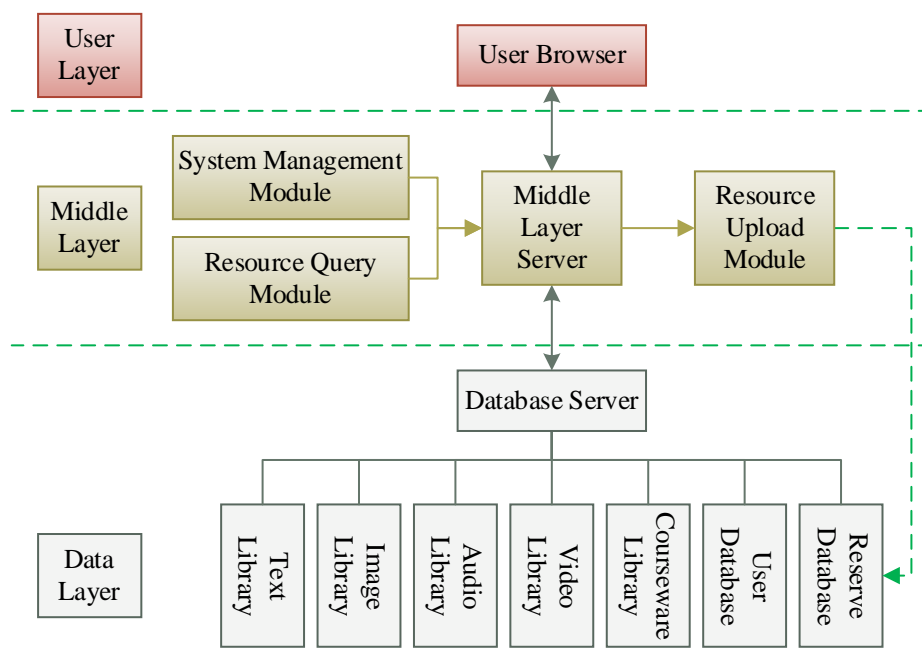 User
Layer
User Browser
System Management
Module
Middle
Layer
Resource Query
Module
Middle
Layer
Server
Resource
Upload
Module
Database Server
Data
Layer
Text
Library
Image
Library
Audio
Library
Video
Library
Courseware
Library
User
Database
Reserve
Database